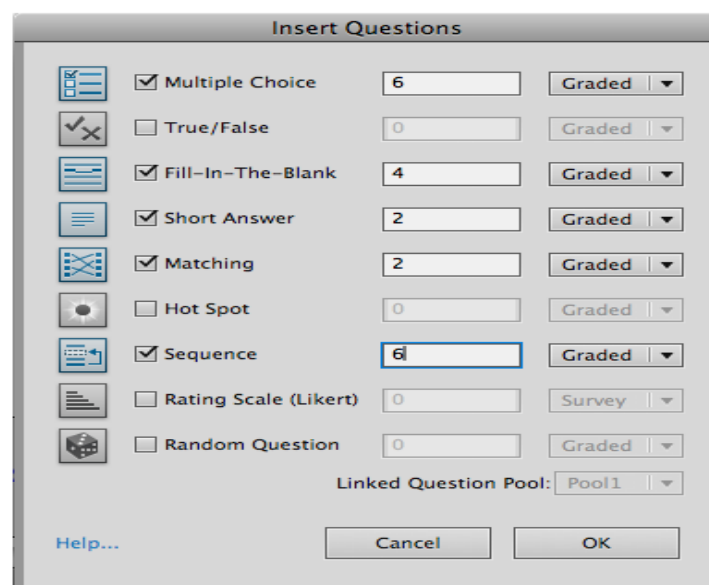 Insert Questions
Multiple Choice 6 Graded
True/False 0 Graded
Fill-In-The-Blank 4 Graded
Short Answer 2 Graded
Matching 2 Graded
Hot Spot 0 Graded
Sequence 6 Graded
Rating Scale (Likert) 0 Survey
Random Question 0 Graded
Linked Question Pool: Pool1
Help... Cancel OK